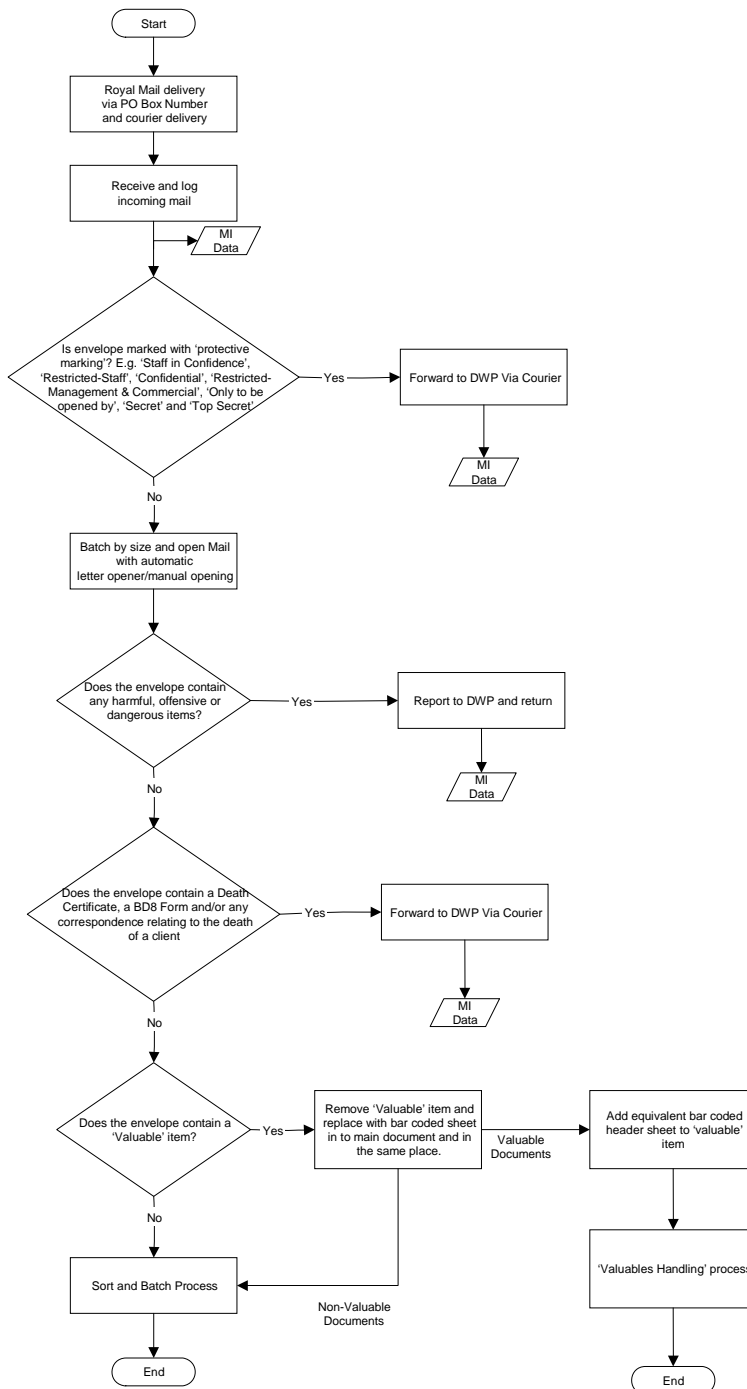 Start
Royal Mail delivery
via PO Box Number
and courier delivery
Receive and log
incoming mail
MI
Data
Is envelope marked with ‘protective
marking’? E.g. ‘Staff in Confidence’,
‘Restricted-Staff’, ‘Confidential’, ‘Restricted-
Management & Commercial’, ‘Only to be
opened by’, ‘Secret’ and ‘Top Secret’
Yes
Forward to DWP Via Courier
MI
Data
No
Batch by size and open Mail
with automatic
letter opener/manual opening
Does the envelope contain
any harmful, offensive or
dangerous items?
Yes
Report to DWP and return
MI
Data
No
Does the envelope contain a Death
Certificate, a BD8 Form and/or any
correspondence relating to the death
of a client
Yes
Forward to DWP Via Courier
MI
Data
No
Does the envelope contain a
‘Valuable’ item?
Yes
Remove ‘Valuable’ item and
replace with bar coded sheet
in to main document and in
the same place.
Valuable
Documents
Add equivalent bar coded
header sheet to ‘valuable’
item
No
Sort and Batch Process
Non-Valuable
Documents
‘Valuables Handling’ process
End
End